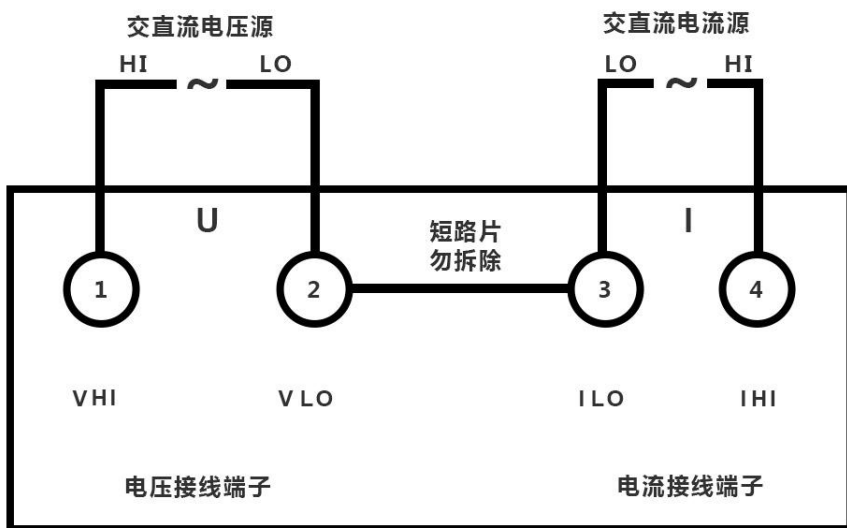 交直流电压源 交直流电流源
HI ~ LO LO ~ HI
U I
短路片
勿拆除
1 2 3 4
VHI VLO ILO IHI
电压接线端子 电流接线端子